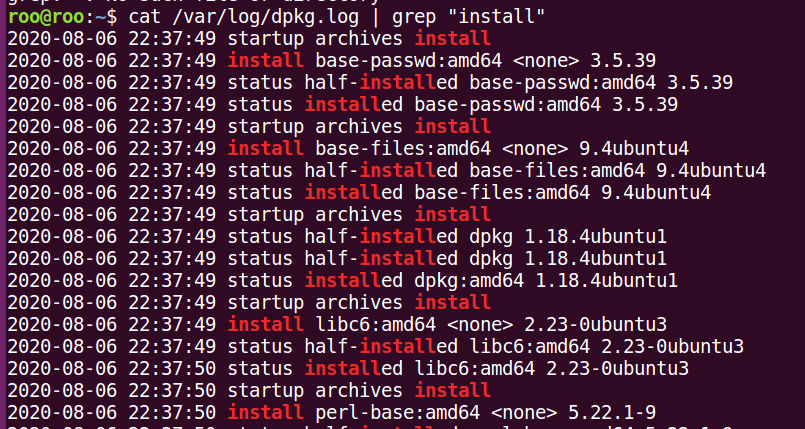 roo@roo:~$ cat /var/log/dpkg.log | grep "install"
2020-08-06 22:37:49 startup archives install
2020-08-06 22:37:49 install base-passwd:amd64 <none> 3.5.39
2020-08-06 22:37:49 status half-installed base-passwd:amd64 3.5.39
2020-08-06 22:37:49 status installed base-passwd:amd64 3.5.39
2020-08-06 22:37:49 startup archives install
2020-08-06 22:37:49 install base-files:amd64 <none> 9.4ubuntu4
2020-08-06 22:37:49 status half-installed base-files:amd64 9.4ubuntu4
2020-08-06 22:37:49 status installed base-files:amd64 9.4ubuntu4
2020-08-06 22:37:49 startup archives install
2020-08-06 22:37:49 status half-installed dpkg 1.18.4ubuntu1
2020-08-06 22:37:49 status half-installed dpkg 1.18.4ubuntu1
2020-08-06 22:37:49 status installed dpkg:amd64 1.18.4ubuntu1
2020-08-06 22:37:49 startup archives install
2020-08-06 22:37:49 install libc6:amd64 <none> 2.23-0ubuntu3
2020-08-06 22:37:49 status half-installed libc6:amd64 2.23-0ubuntu3
2020-08-06 22:37:50 status installed libc6:amd64 2.23-0ubuntu3
2020-08-06 22:37:50 startup archives install
2020-08-06 22:37:50 install perl-base:amd64 <none> 5.22.1-9